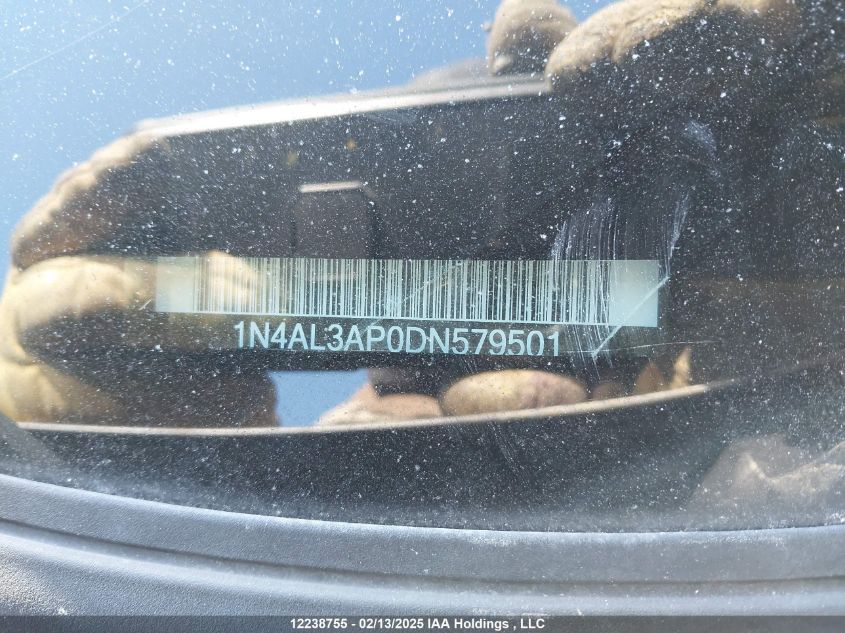 1N4AL3AP0DN579501
12238755 - 02/13/2025 IAA Holdings , LLC